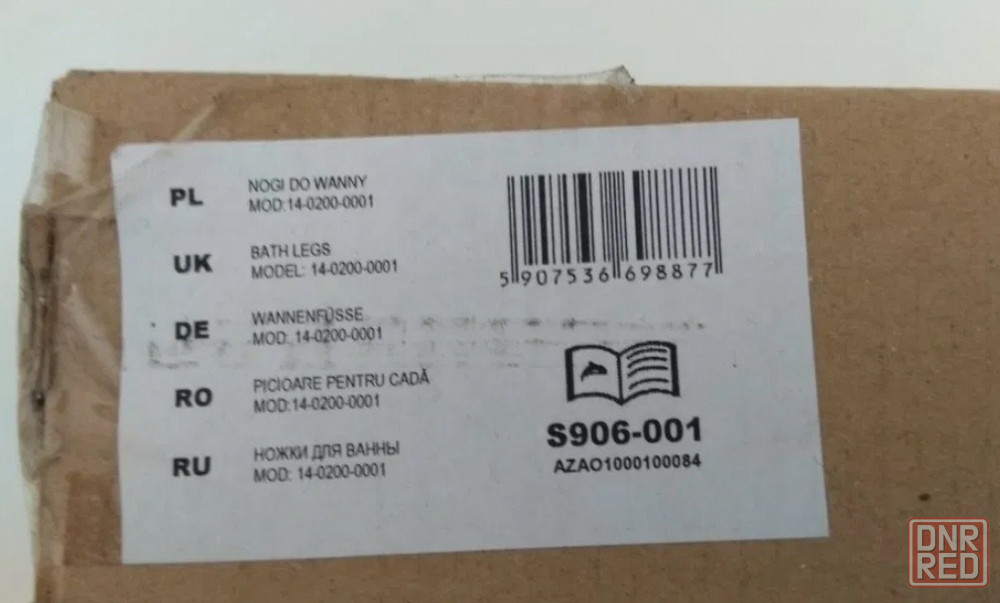 PL
NOGI DO WANNY
MOD:14-0200-0001
UK
BATH LEGS
MODEL: 14-0200-0001
DE
WANNENFÜSSE
MOD: 14-0200-0001
RO
PICIOARE PENTRU CADĂ
MOD:14-0200-0001
RU
НОЖКИ ДЛЯ ВАННЫ
MOD: 14-0200-0001
5 907536 698877
S906-001
AZAO1000100084
DNR
RED